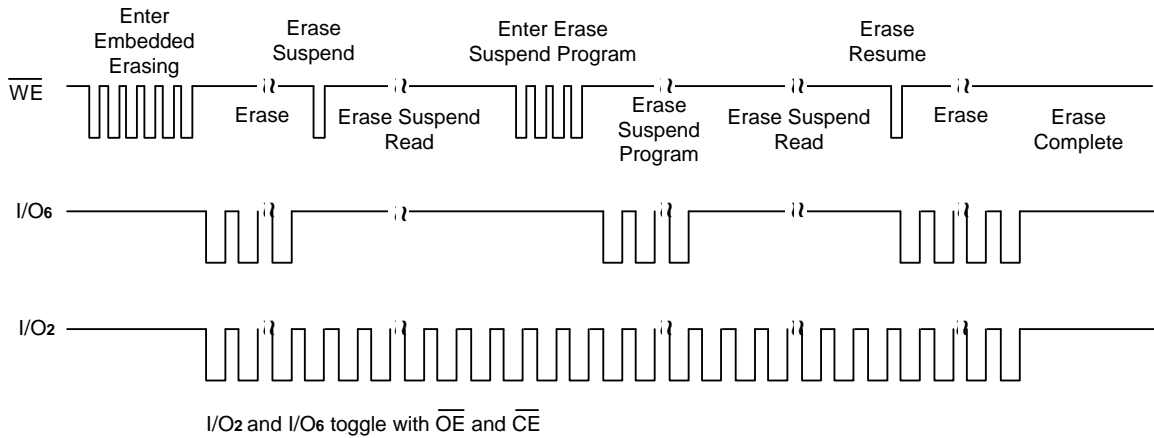 Enter
Embedded
Erasing
Erase
Suspend
Enter Erase
Suspend Program
Erase
Resume
WE
Erase
Erase Suspend
Read
Erase
Suspend
Program
Erase Suspend
Read
Erase
Erase
Complete
I/O6
I/O2
I/O2 and I/O6 toggle with OE and CE